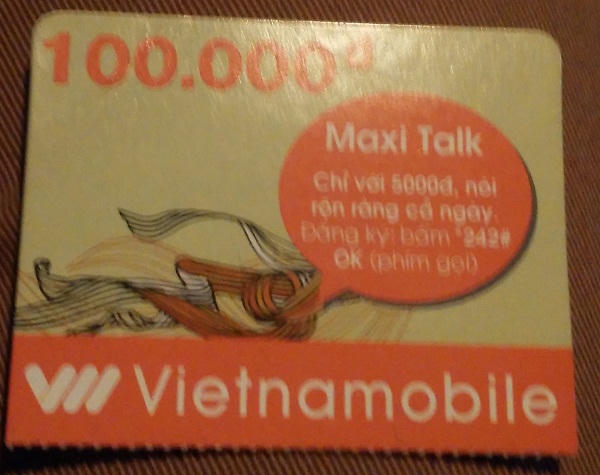 100.000đ
Maxi Talk
Chỉ với 5000đ, nói
rộn ràng cả ngày.
Đăng ký: bấm *242#
OK (phím gọi)
Vietnamobile